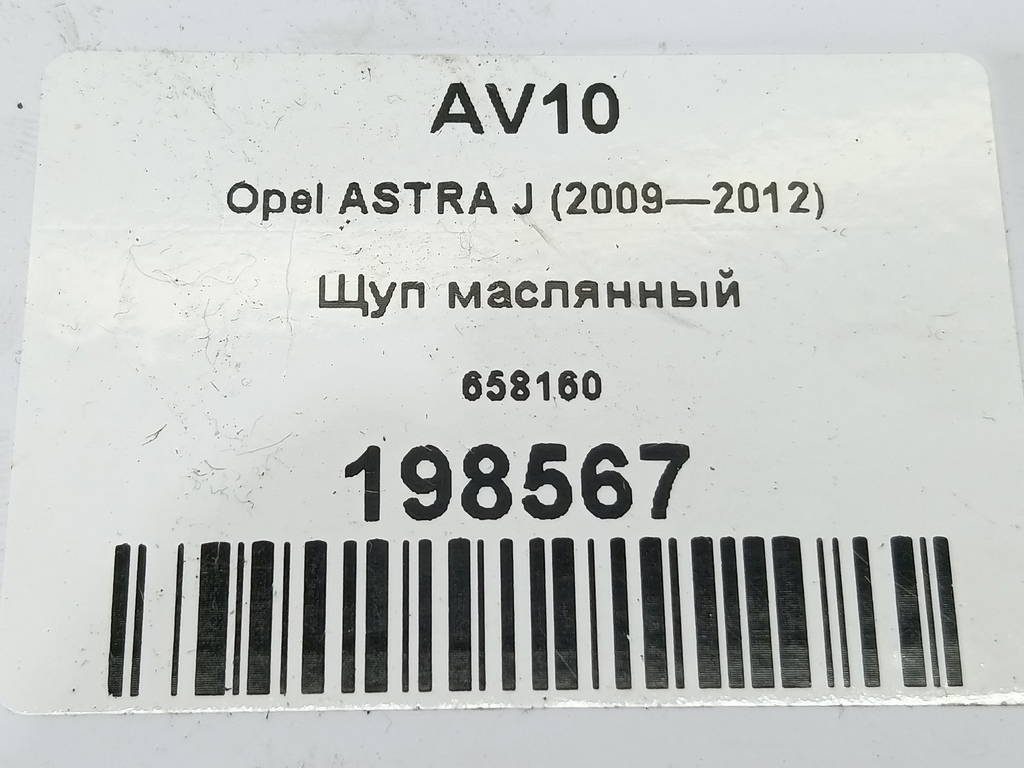 AV10
Opel ASTRA J (2009—2012)
Щуп маслянный
658160
198567